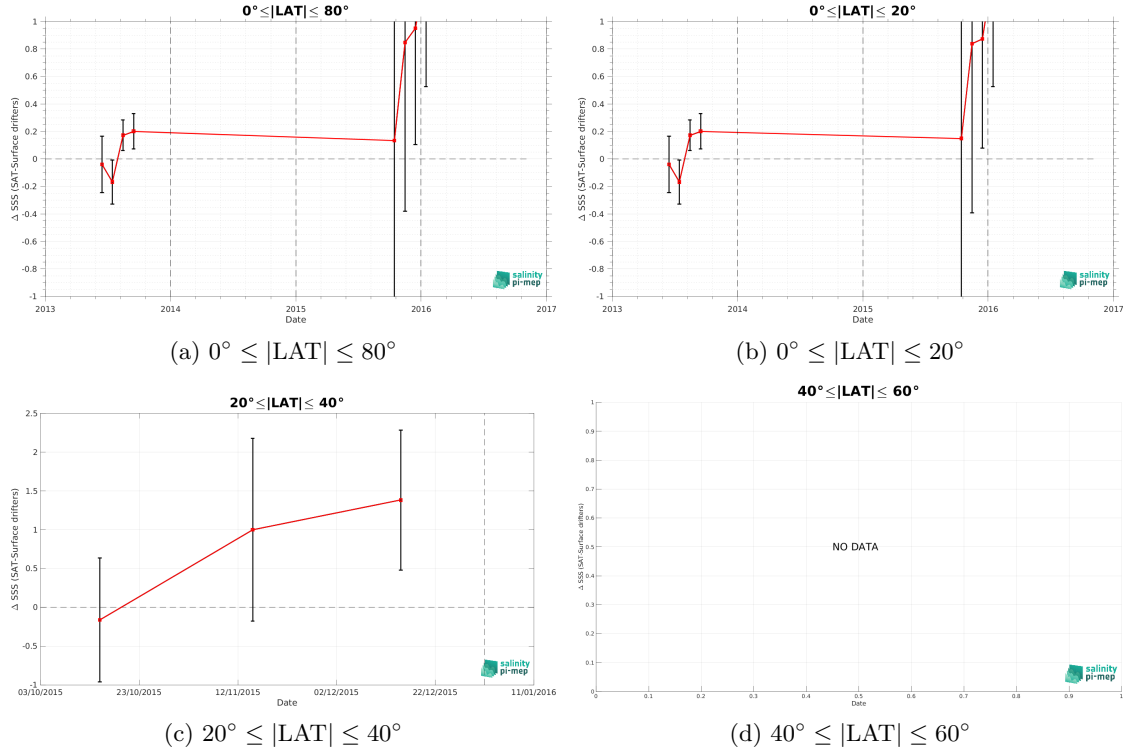 0°≤|LAT|≤ 80°
1
0.8
0.6
0.4
0.2
0
-0.2
-0.4
-0.6
-0.8
-1
Δ SSS (SAT-Surface drifters)
2013
2014
2015
2016
2017
Date
salinity
pi-mep
(a) 0° ≤ |LAT| ≤ 80°
0°≤|LAT|≤ 20°
1
0.8
0.6
0.4
0.2
0
-0.2
-0.4
-0.6
-0.8
-1
Δ SSS (SAT-Surface drifters)
2013
2014
2015
2016
2017
Date
salinity
pi-mep
(b) 0° ≤ |LAT| ≤ 20°
20°≤|LAT|≤ 40°
2.5
2
1.5
1
0.5
0
-0.5
-1
Δ SSS (SAT-Surface drifters)
03/10/2015
23/10/2015
12/11/2015
02/12/2015
22/12/2015
11/01/2016
Date
salinity
pi-mep
(c) 20° ≤ |LAT| ≤ 40°
40°≤|LAT|≤ 60°
1
0.9
0.8
0.7
0.6
0.5
0.4
0.3
0.2
0.1
0
Δ SSS (SAT-Surface drifters)
NO DATA
0
0.1
0.2
0.3
0.4
0.5
0.6
0.7
0.8
0.9
1
Date
salinity
pi-mep
(d) 40° ≤ |LAT| ≤ 60°